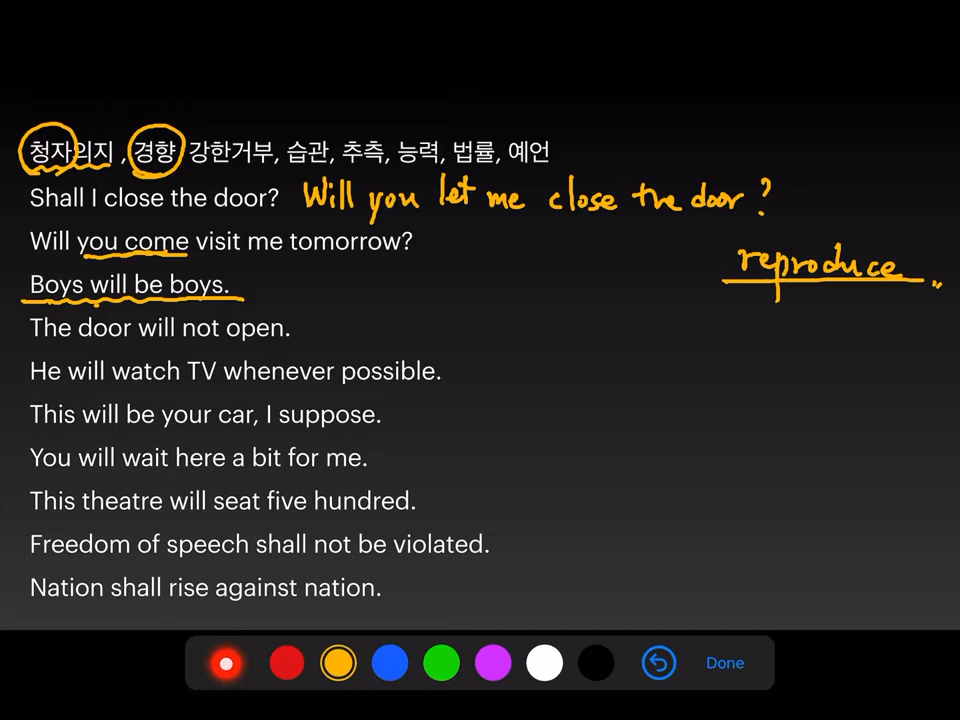 청자의지 , 경향 강한거부, 습관, 추측, 능력, 법률, 예언
Shall I close the door? Will you let me close the door ?
Will you come visit me tomorrow?
reproduce
Boys will be boys.
The door will not open.
He will watch TV whenever possible.
This will be your car, I suppose.
You will wait here a bit for me.
This theatre will seat five hundred.
Freedom of speech shall not be violated.
Nation shall rise against nation.
Done